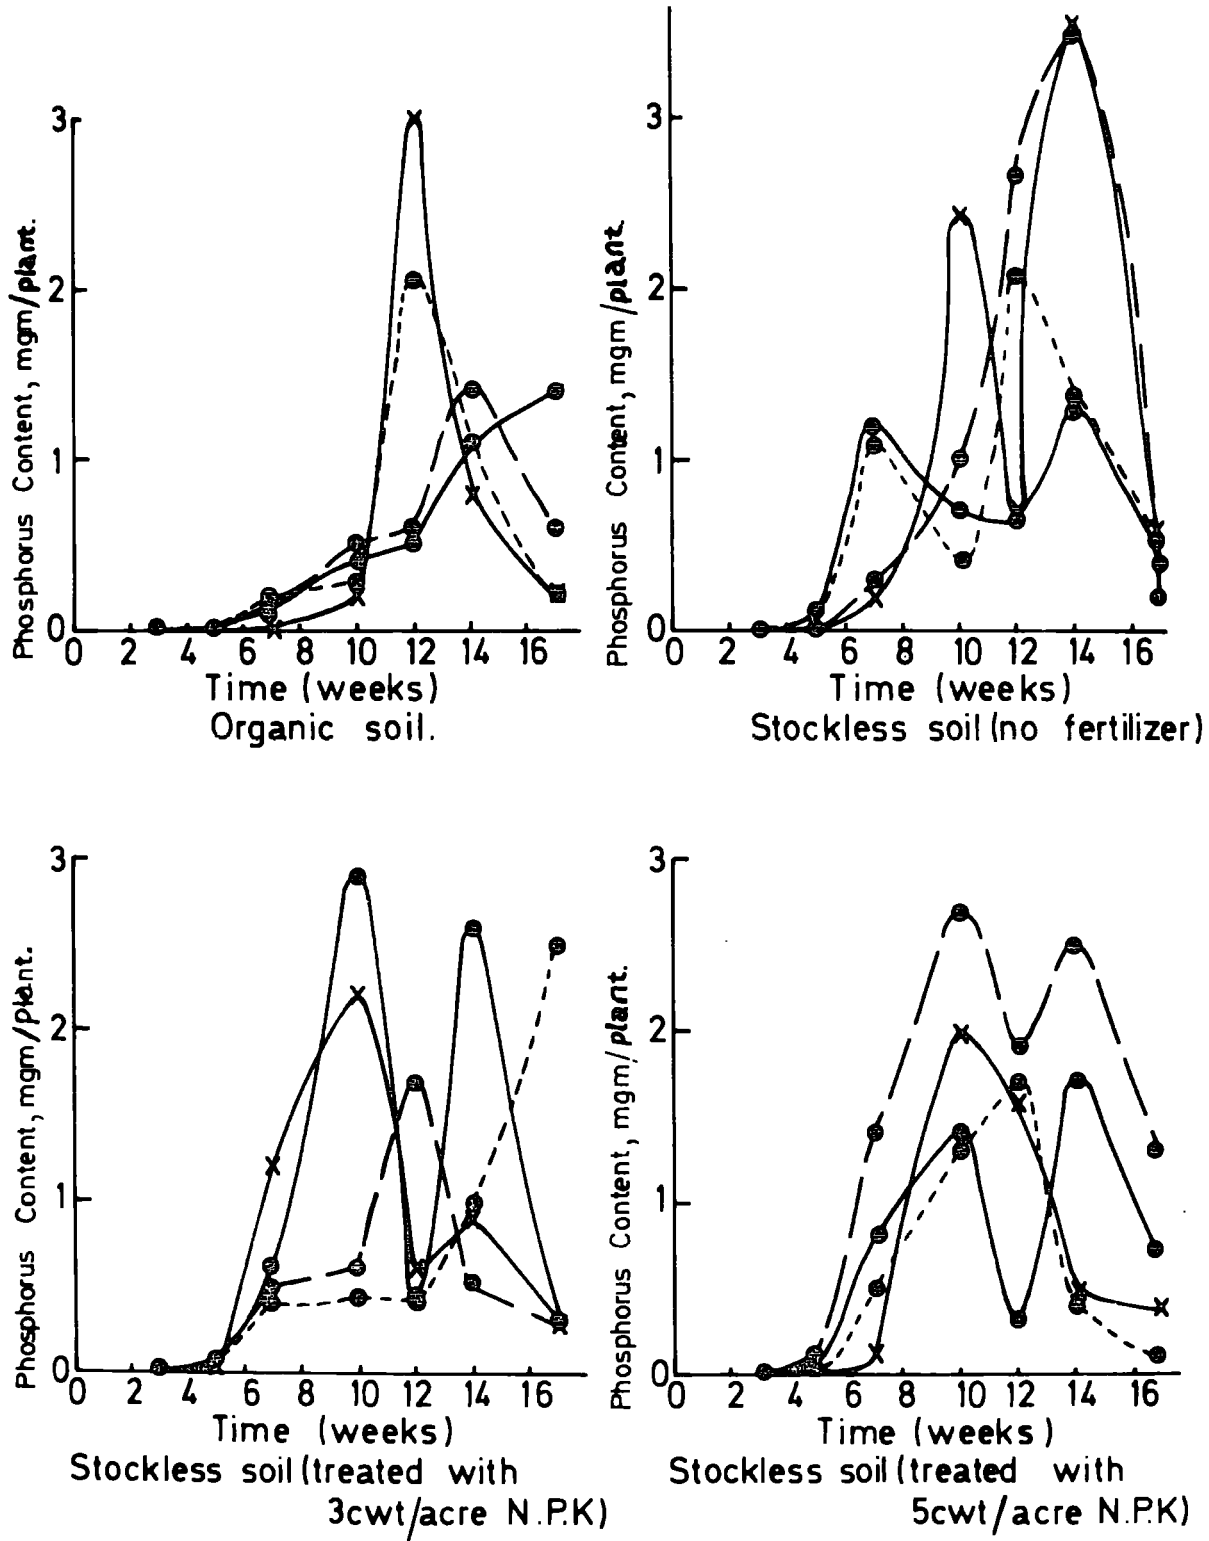 3
2
1
0
Phosphorus Content, mgm/plant.
0 2 4 6 8 10 12 14 16
Time (weeks)
Organic soil.
3
2
1
0
Phosphorus Content, mgm/plant.
0 2 4 6 8 10 12 14 16
Time (weeks)
Stockless soil (no fertilizer)
3
2
1
0
Phosphorus Content, mgm/plant.
0 2 4 6 8 10 12 14 16
Time (weeks)
Stockless soil (treated with
3cwt/acre N.P.K)
3
2
1
0
Phosphorus Content, mgm/plant.
0 2 4 6 8 10 12 14 16
Time (weeks)
Stockless soil (treated with
5cwt/acre N.P.K)